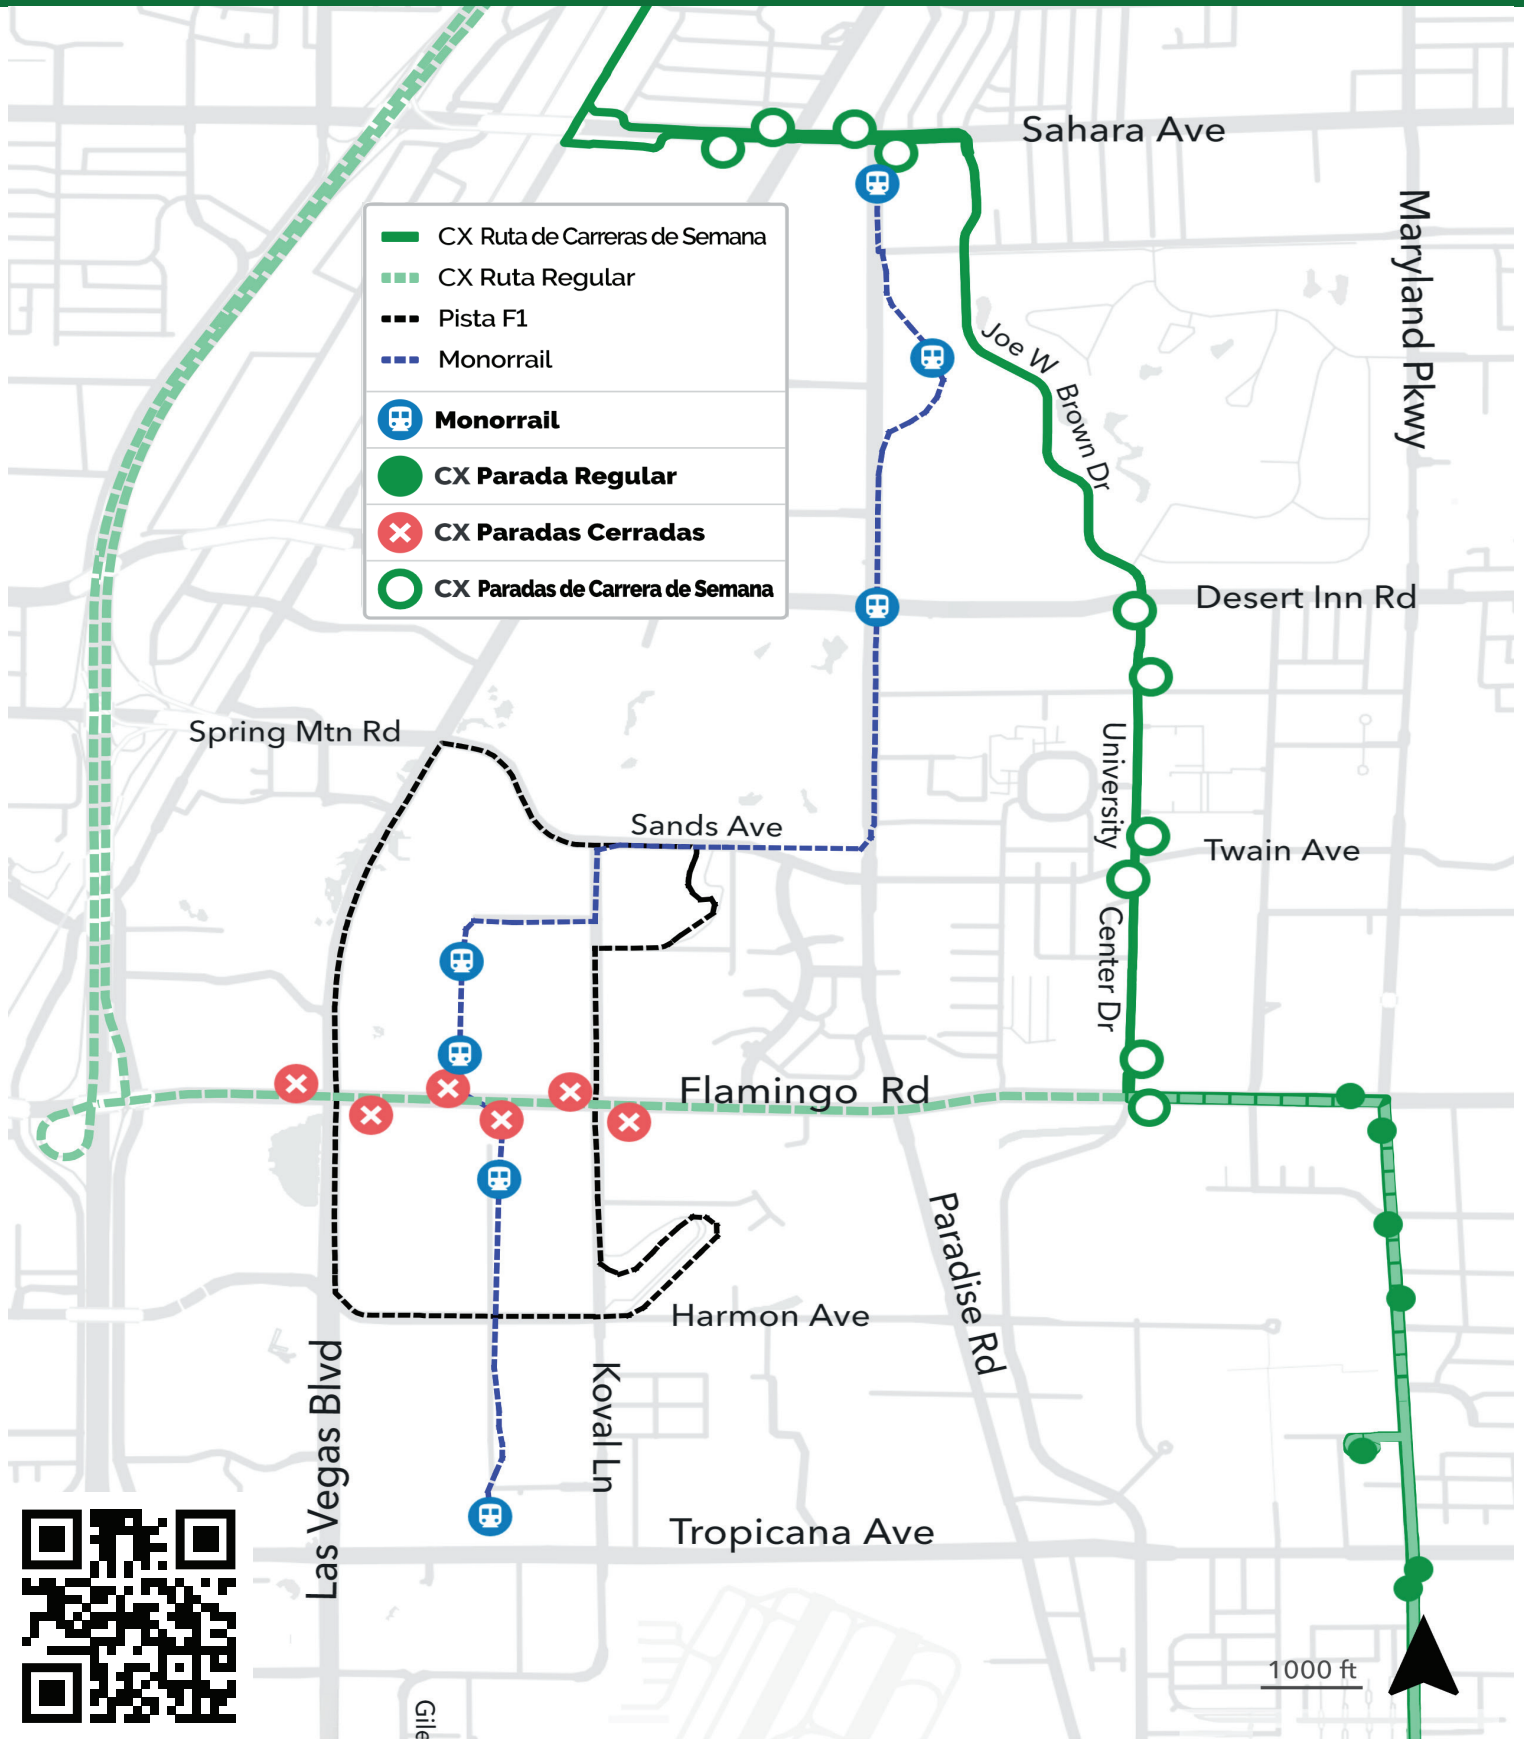 Sahara Ave
Maryland Pkwy
CX Ruta de Carreras de Semana
CX Ruta Regular
Pista F1
Monorrail
Monorrail
CX Parada Regular
CX Paradas Cerradas
CX Paradas de Carrera de Semana
Joe W Brown Dr
Desert Inn Rd
Spring Mtn Rd
University Center Dr
Sands Ave
Twain Ave
Flamingo Rd
Paradise Rd
Harmon Ave
Las Vegas Blvd
Koval Ln
Tropicana Ave
1000 ft
Gile